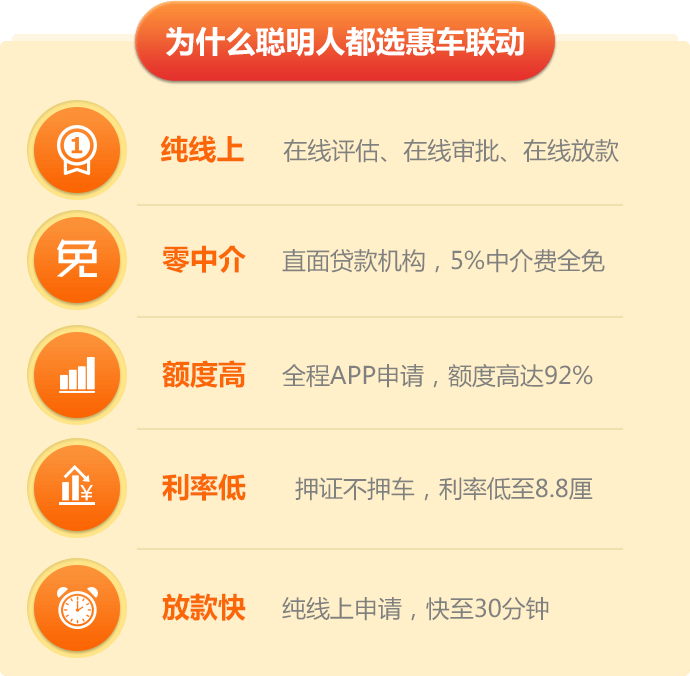 为什么聪明人都选惠车联动
1 纯线上 在线评估、在线审批、在线放款
免 零中介 直面贷款机构，5%中介费全免
额度高 全程APP申请，额度高达92%
¥ 利率低 押证不押车，利率低至8.8厘
放款快 纯线上申请，快至30分钟